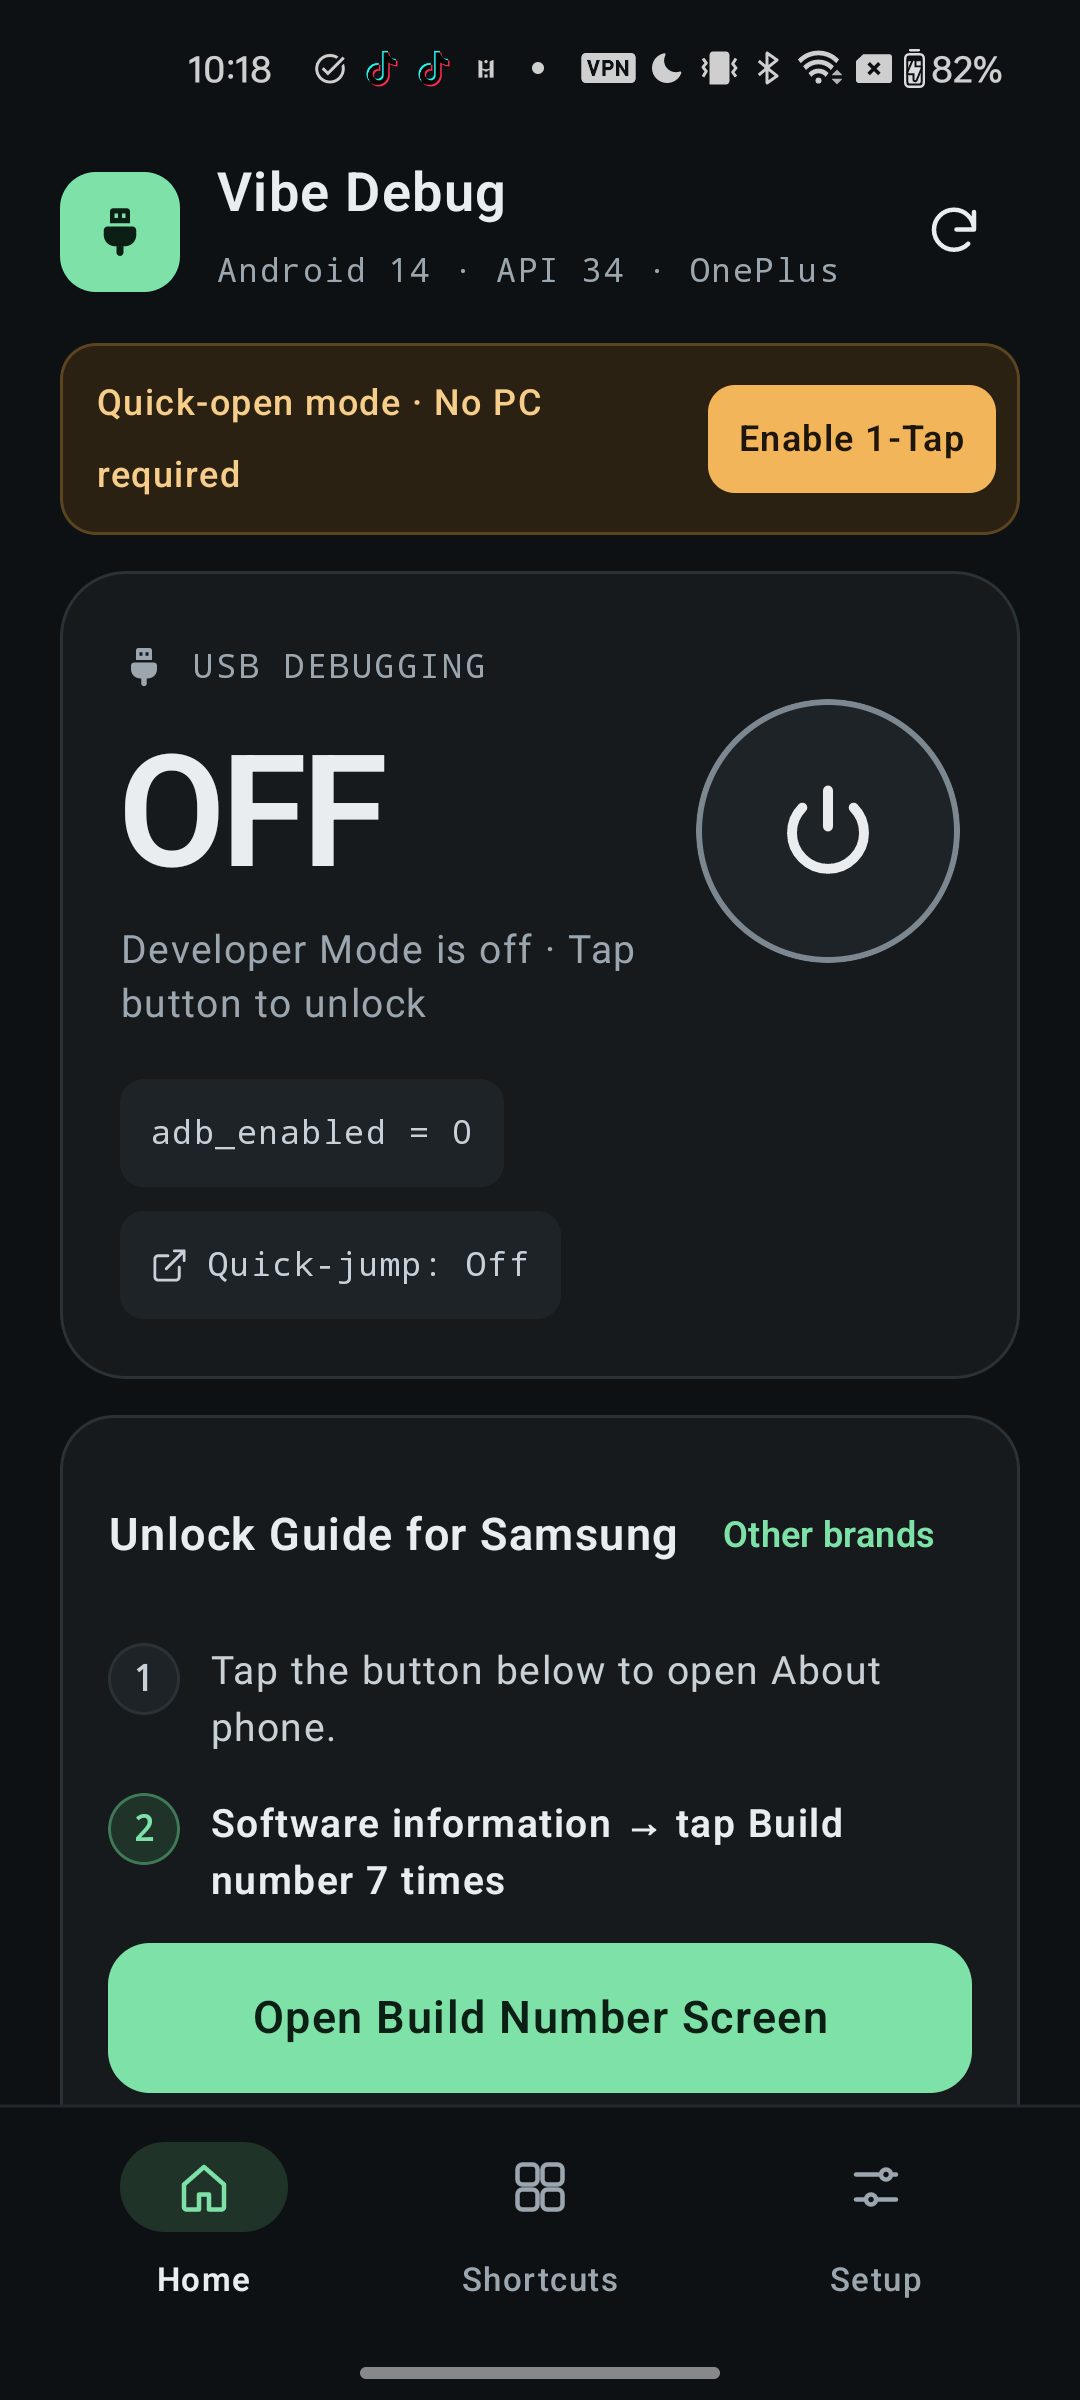 10:18
VPN
82%
Vibe Debug
Android 14 · API 34 · OnePlus
Quick-open mode · No PC
required
Enable 1-Tap
USB DEBUGGING
OFF
Developer Mode is off · Tap
button to unlock
adb_enabled = 0
Quick-jump: Off
Unlock Guide for Samsung
Other brands
1
Tap the button below to open About
phone.
2
Software information → tap Build
number 7 times
Open Build Number Screen
Home
Shortcuts
Setup